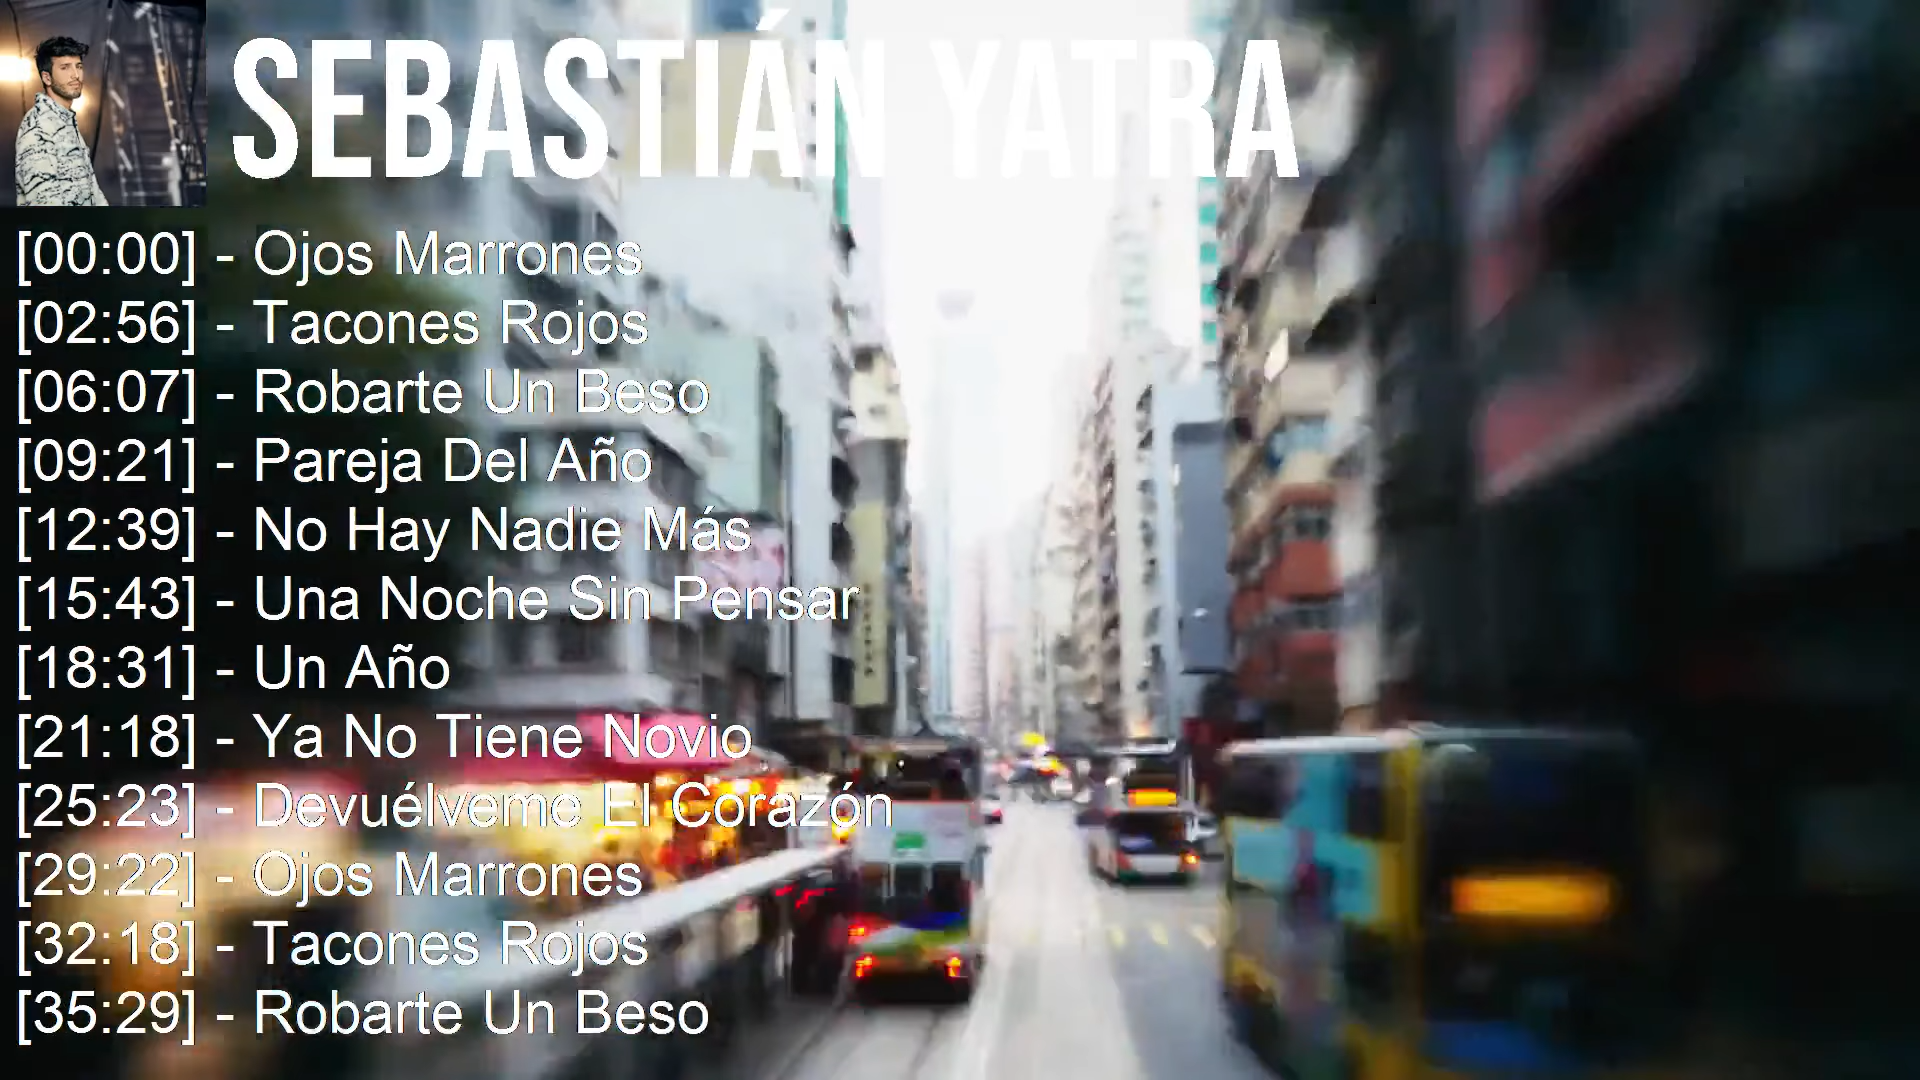 SEBASTIÁN YATRA
[00:00] - Ojos Marrones
[02:56] - Tacones Rojos
[06:07] - Robarte Un Beso
[09:21] - Pareja Del Año
[12:39] - No Hay Nadie Más
[15:43] - Una Noche Sin Pensar
[18:31] - Un Año
[21:18] - Ya No Tiene Novio
[25:23] - Devuélveme El Corazón
[29:22] - Ojos Marrones
[32:18] - Tacones Rojos
[35:29] - Robarte Un Beso